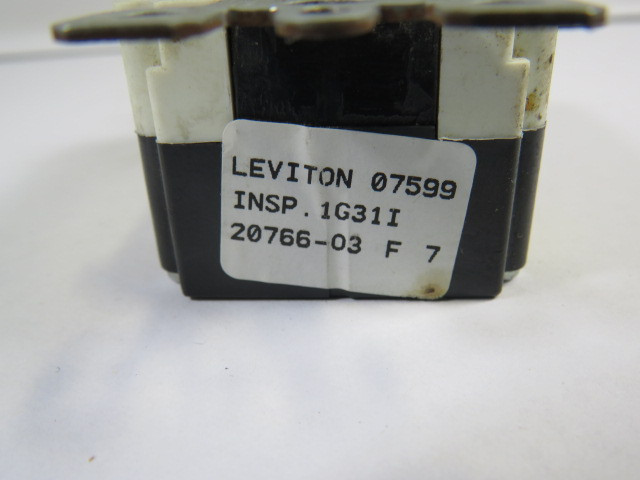 LEVITON 07599
INSP. 1G31I
20766-03 F 7